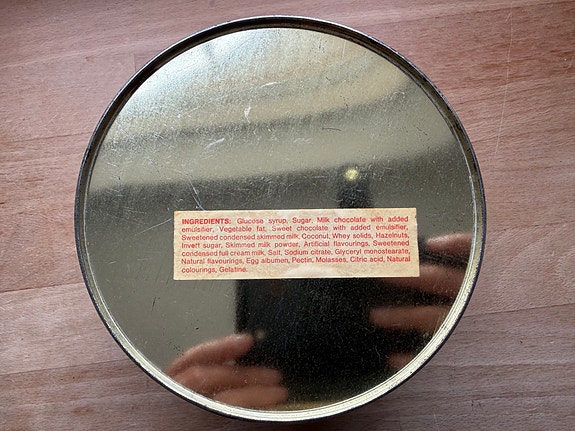 INGREDIENTS: Glucose syrup, Sugar, Milk chocolate with added
emulsifier, Vegetable fat, Sweet chocolate with added emulsifier,
Sweetened condensed skimmed milk, Coconut, Whey solids, Hazelnuts,
Invert sugar, Skimmed milk powder, Artificial flavourings, Sweetened
condensed full cream milk, Salt, Sodium citrate, Glyceryl monostearate,
Natural flavourings, Egg albumen, Pectin, Molasses, Citric acid, Natural
colourings, Gelatine.